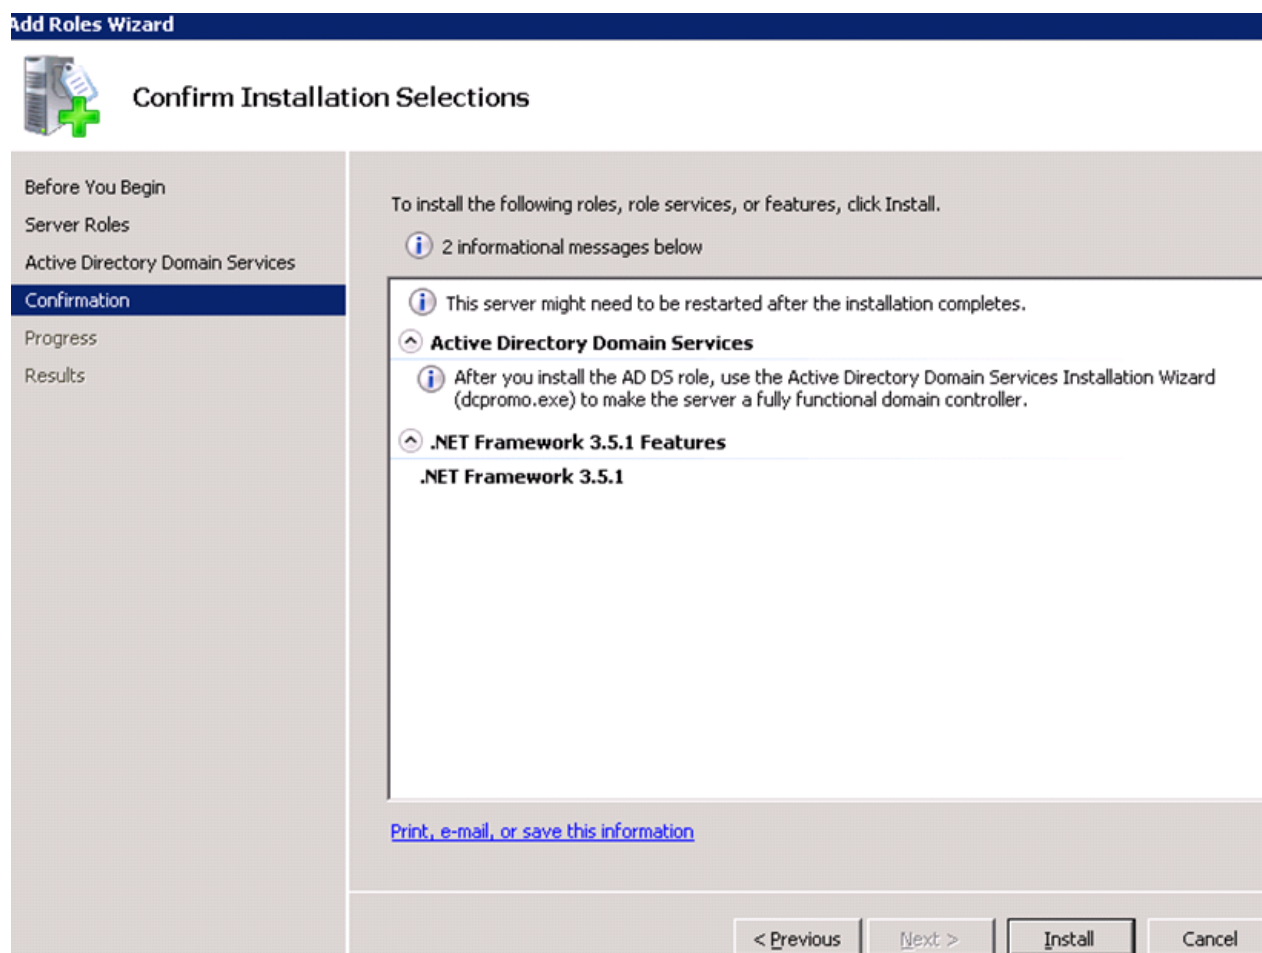 Add Roles Wizard
Confirm Installation Selections
Before You Begin
Server Roles
Active Directory Domain Services
Confirmation
Progress
Results
To install the following roles, role services, or features, click Install.
2 informational messages below
This server might need to be restarted after the installation completes.
Active Directory Domain Services
After you install the AD DS role, use the Active Directory Domain Services Installation Wizard
(dcpromo.exe) to make the server a fully functional domain controller.
.NET Framework 3.5.1 Features
.NET Framework 3.5.1
Print, e-mail, or save this information
< Previous
Next >
Install
Cancel